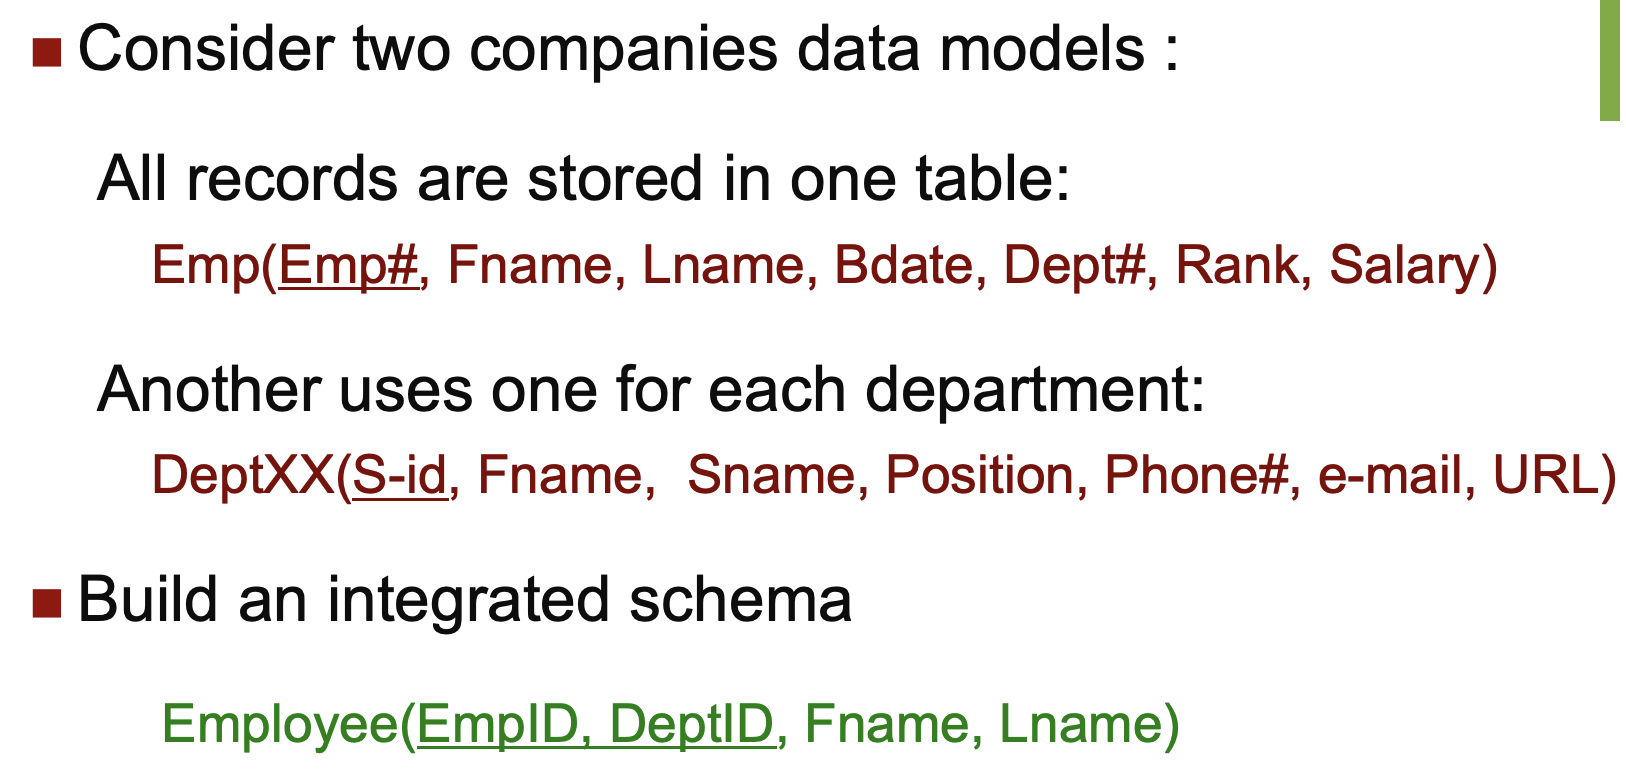 Consider two companies data models :
All records are stored in one table:
Emp(Emp#, Fname, Lname, Bdate, Dept#, Rank, Salary)
Another uses one for each department:
DeptXX(S-id, Fname, Sname, Position, Phone#, e-mail, URL)
Build an integrated schema
Employee(EmpID, DeptID, Fname, Lname)